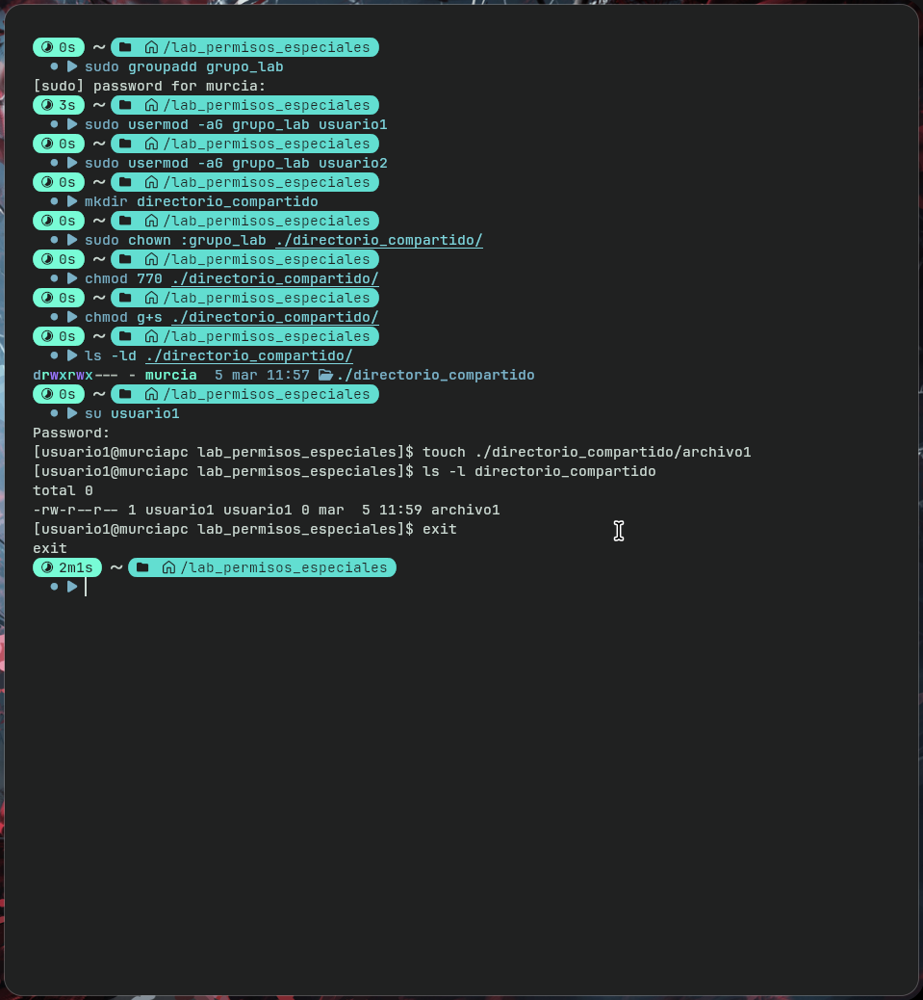 0s ~ /lab_permisos_especiales
sudo groupadd grupo_lab
[sudo] password for murcia:
3s ~ /lab_permisos_especiales
sudo usermod -aG grupo_lab usuario1
0s ~ /lab_permisos_especiales
sudo usermod -aG grupo_lab usuario2
0s ~ /lab_permisos_especiales
mkdir directorio_compartido
0s ~ /lab_permisos_especiales
sudo chown :grupo_lab ./directorio_compartido/
0s ~ /lab_permisos_especiales
chmod 770 ./directorio_compartido/
0s ~ /lab_permisos_especiales
chmod g+s ./directorio_compartido/
0s ~ /lab_permisos_especiales
ls -ld ./directorio_compartido/
drwxrwx--- - murcia  5 mar 11:57 ./directorio_compartido
0s ~ /lab_permisos_especiales
su usuario1
Password:
[usuario1@murciapc lab_permisos_especiales]$ touch ./directorio_compartido/archivo1
[usuario1@murciapc lab_permisos_especiales]$ ls -l directorio_compartido
total 0
-rw-r--r-- 1 usuario1 usuario1 0 mar  5 11:59 archivo1
[usuario1@murciapc lab_permisos_especiales]$ exit
exit
2m1s ~ /lab_permisos_especiales